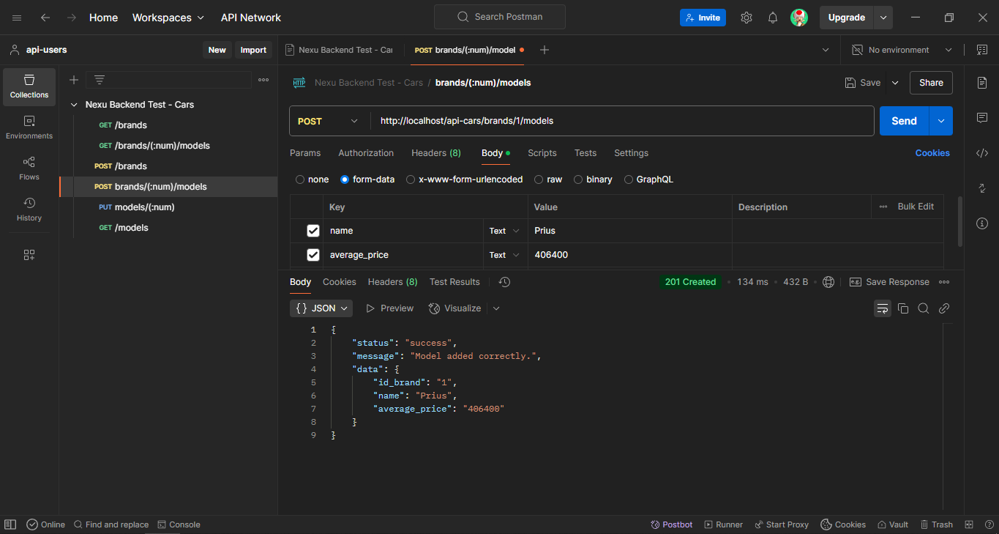 Home Workspaces API Network Search Postman Invite Upgrade
api-users New Import
Nexu Backend Test - Car POST brands/(:num)/model No environment
Collections
Environments
Flows
History
Nexu Backend Test - Cars
GET /brands
GET /brands/(:num)/models
POST /brands
POST brands/(:num)/models
PUT models/(:num)
GET /models
HTTP Nexu Backend Test - Cars / brands/(:num)/models Save Share
POST http://localhost/api-cars/brands/1/models Send
Params Authorization Headers (8) Body Scripts Tests Settings Cookies
none form-data x-www-form-urlencoded raw binary GraphQL
Key Value Description Bulk Edit
name Text Prius
average_price Text 406400
Body Cookies Headers (8) Test Results 201 Created 134 ms 432 B e.g. Save Response
{ } JSON Preview Visualize
1 {
2 "status": "success",
3 "message": "Model added correctly.",
4 "data": {
5 "id_brand": "1",
6 "name": "Prius",
7 "average_price": "406400"
8 }
9 }
Online Find and replace Console Postbot Runner Start Proxy Cookies Vault Trash